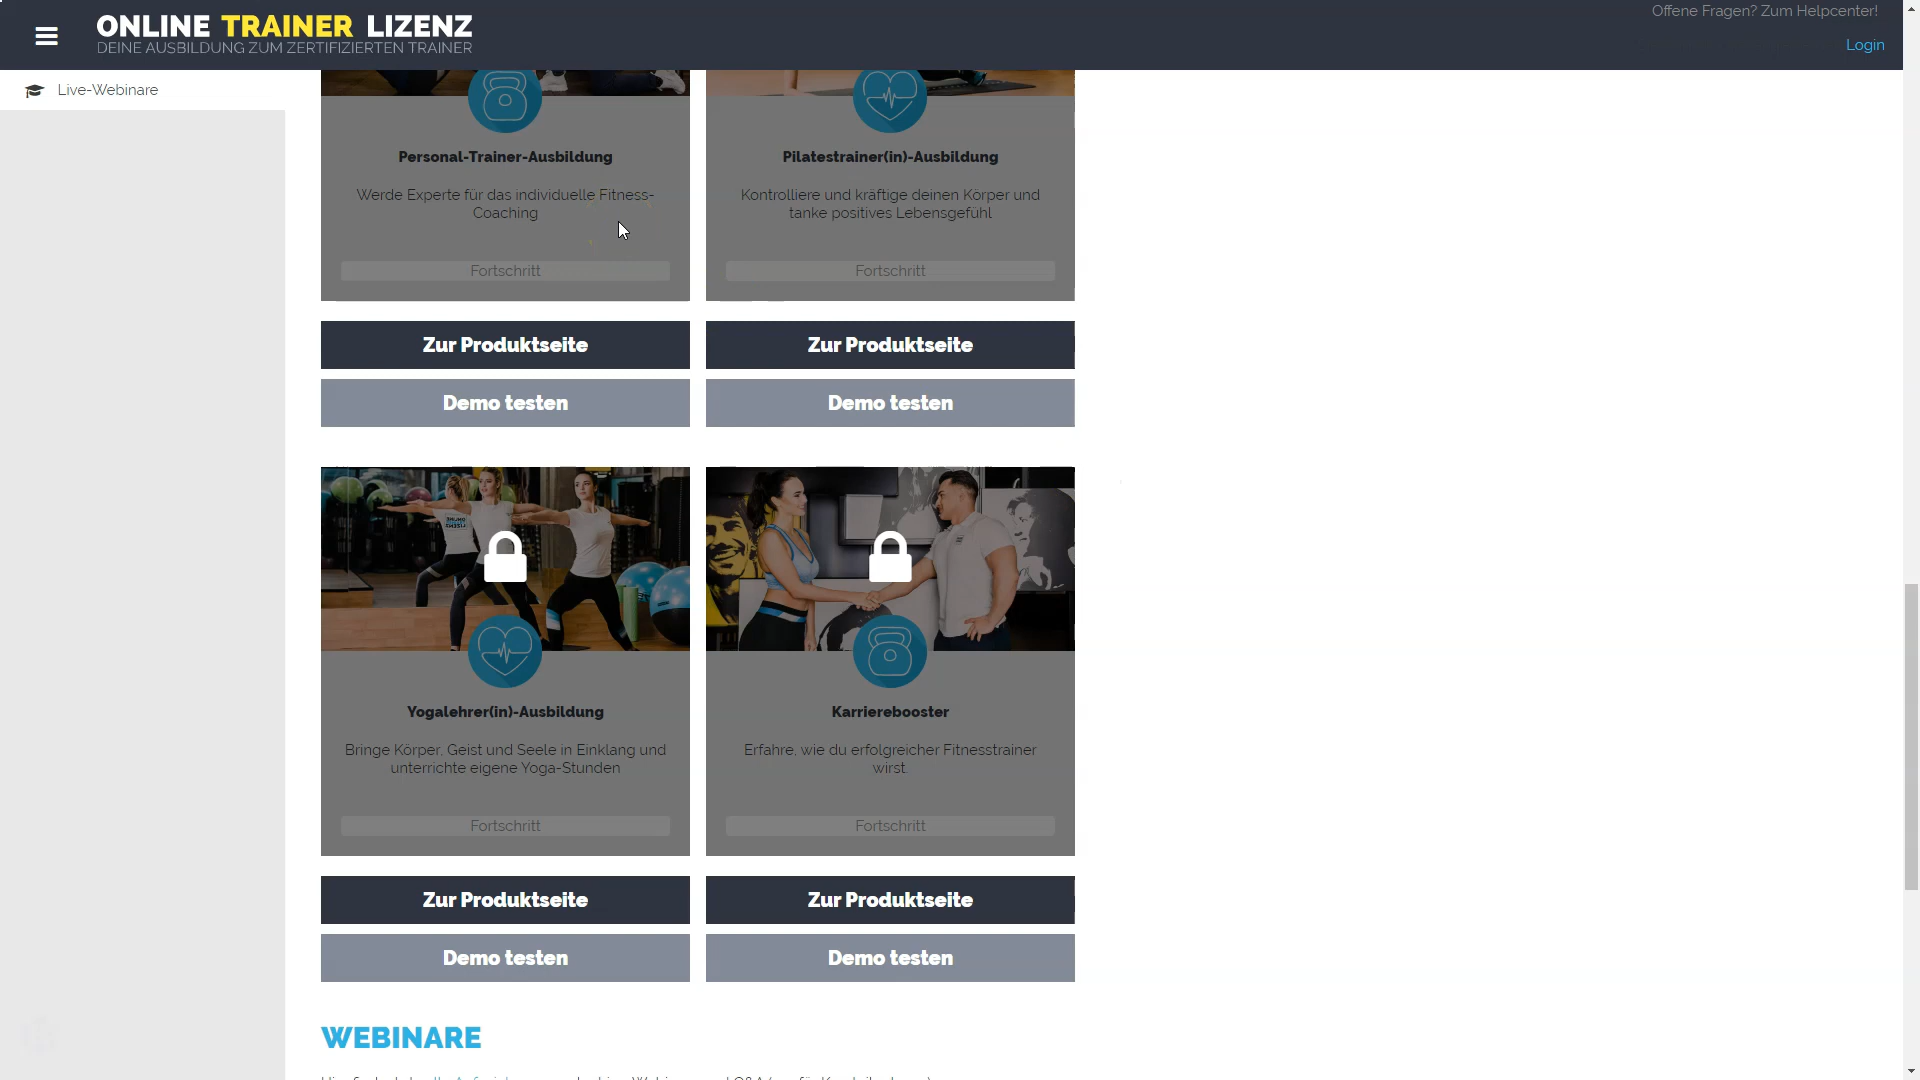 ONLINE TRAINER LIZENZ
DEINE AUSBILDUNG ZUM ZERTIFIZIERTEN TRAINER
Offene Fragen? Zum Helpcenter!
Login
Live-Webinare
Personal-Trainer-Ausbildung
Werde Experte für das individuelle Fitness-
Coaching
Fortschritt
Zur Produktseite
Demo testen
Pilatestrainer(in)-Ausbildung
Kontrolliere und kräftige deinen Körper und
tanke positives Lebensgefühl
Fortschritt
Zur Produktseite
Demo testen
Yogalehrer(in)-Ausbildung
Bringe Körper, Geist und Seele in Einklang und
unterrichte eigene Yoga-Stunden
Fortschritt
Zur Produktseite
Demo testen
Karrierebooster
Erfahre, wie du erfolgreicher Fitnesstrainer
wirst.
Fortschritt
Zur Produktseite
Demo testen
WEBINARE